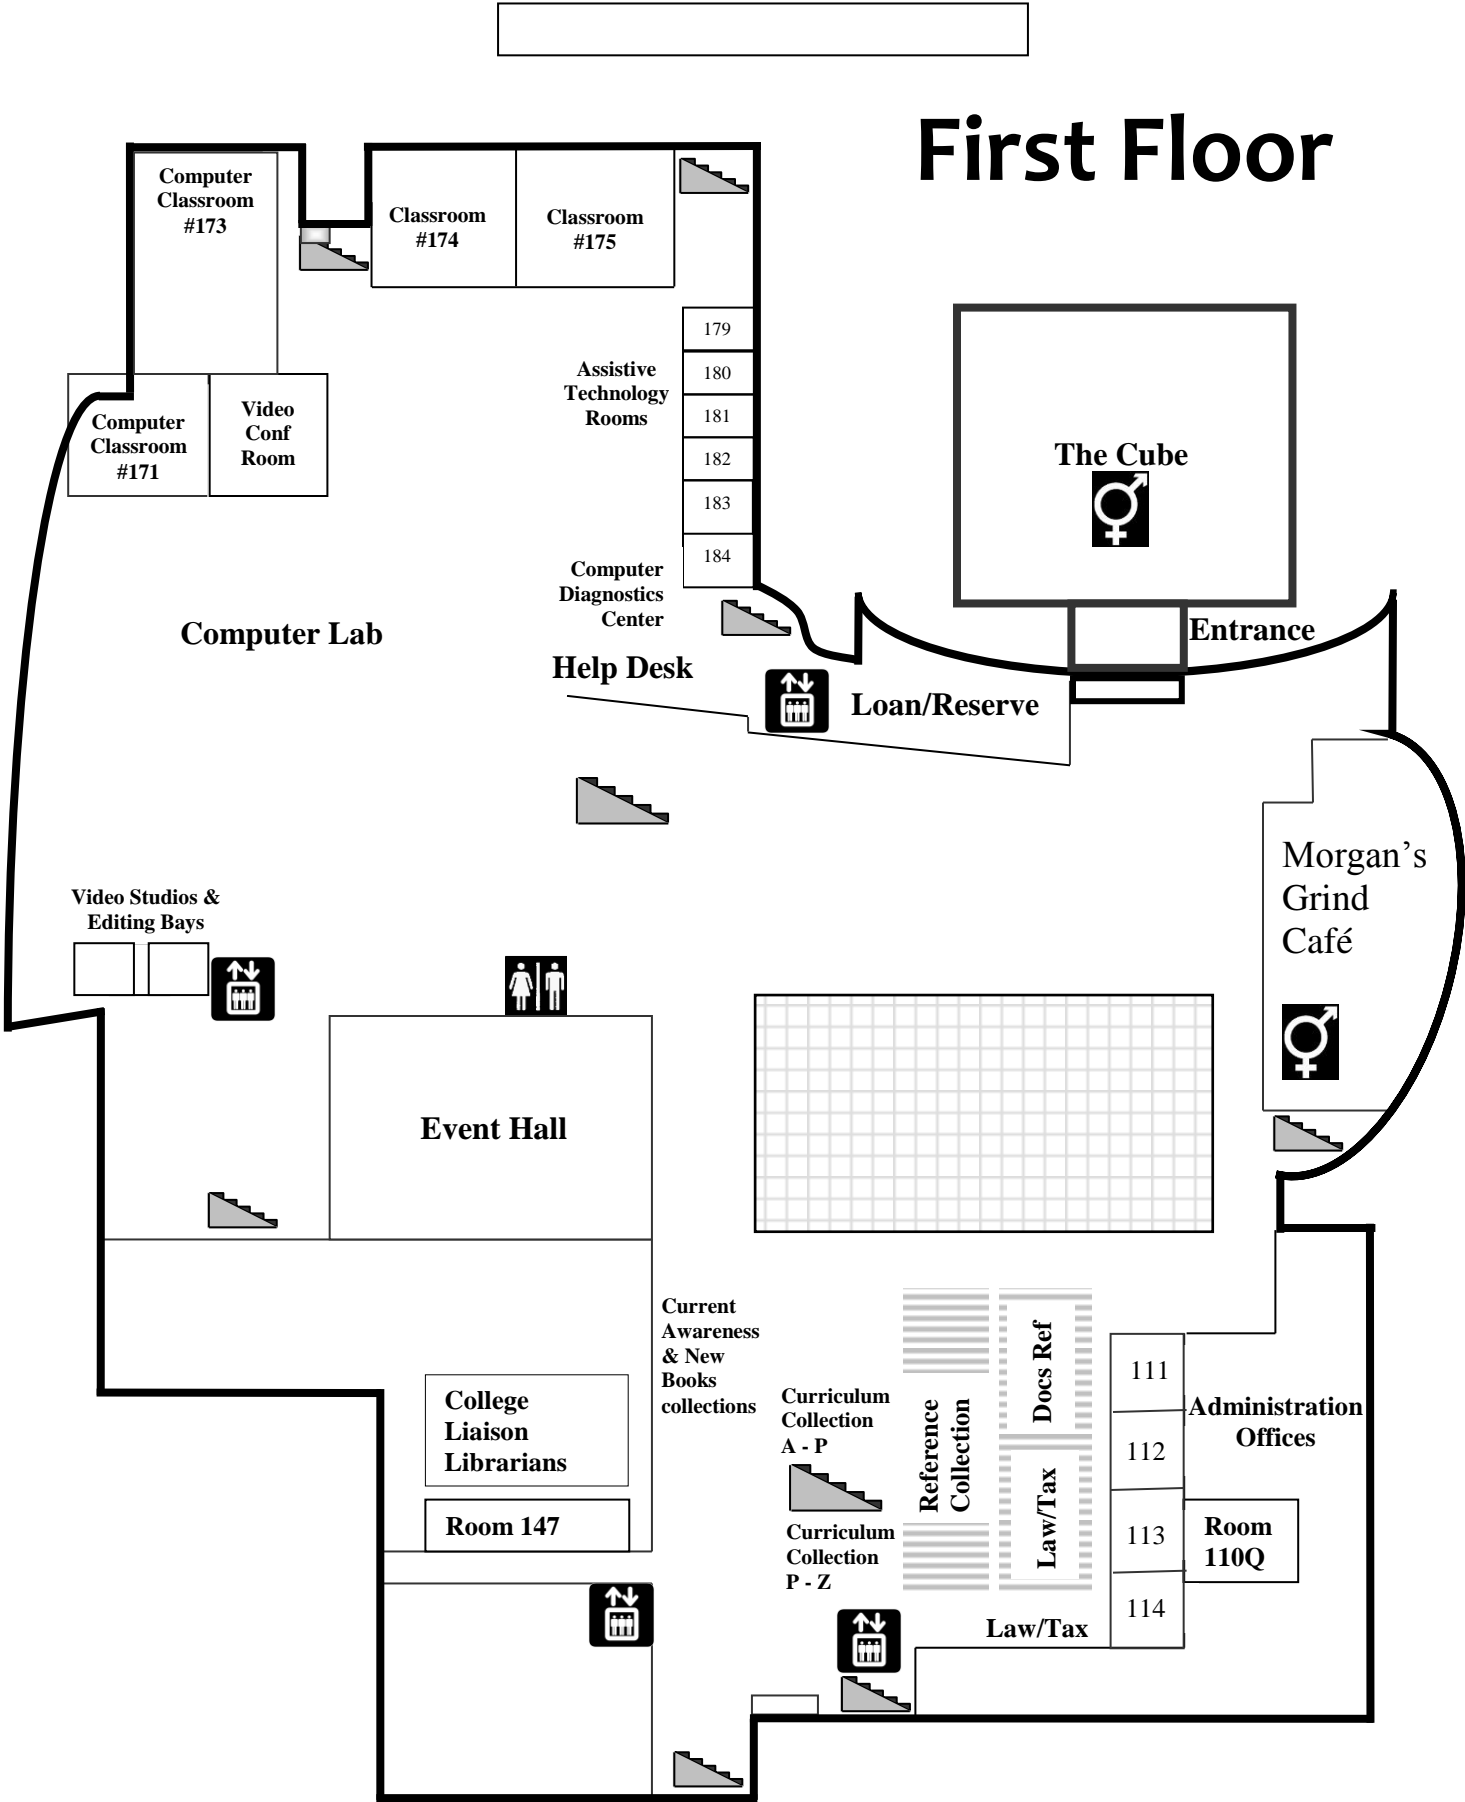 First Floor
Computer
Classroom
#173
Classroom
#174
Classroom
#175
179
180
181
182
183
184
Assistive
Technology
Rooms
Computer
Classroom
#171
Video
Conf
Room
The Cube
Computer
Diagnostics
Center
Computer Lab
Entrance
Help Desk
Loan/Reserve
Morgan’s
Grind
Café
Video Studios &
Editing Bays
Event Hall
Current
Awareness
& New
Books
collections
College
Liaison
Librarians
Room 147
Curriculum
Collection
A - P
Curriculum
Collection
P - Z
Reference
Collection
Docs Ref
Law/Tax
Law/Tax
111
112
113
114
Administration
Offices
Room
110Q